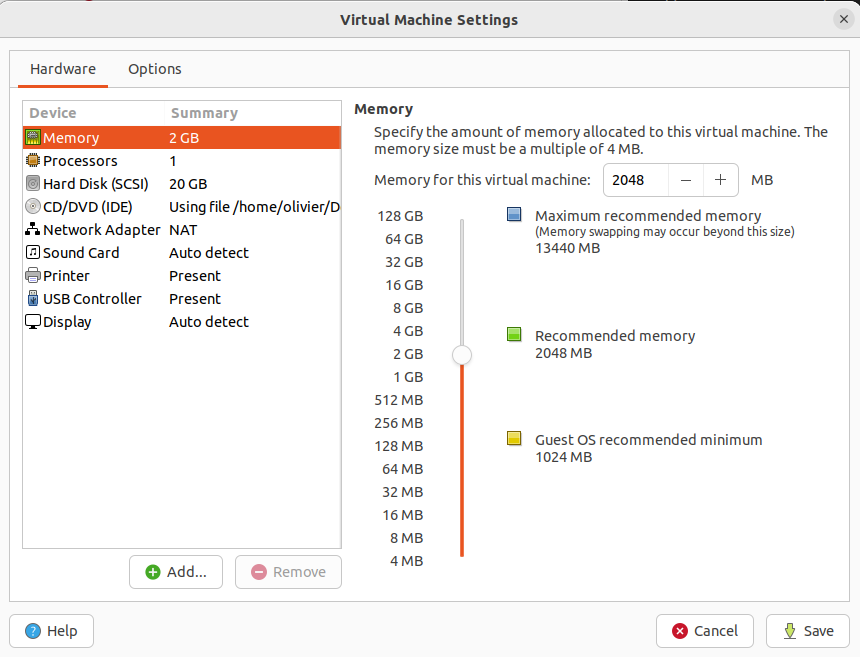 Virtual Machine Settings
Hardware Options
Device Summary
Memory 2 GB
Processors 1
Hard Disk (SCSI) 20 GB
CD/DVD (IDE) Using file /home/olivier/D
Network Adapter NAT
Sound Card Auto detect
Printer Present
USB Controller Present
Display Auto detect
Add...
Remove
Memory
Specify the amount of memory allocated to this virtual machine. The
memory size must be a multiple of 4 MB.
Memory for this virtual machine: 2048 − + MB
128 GB
64 GB
32 GB
16 GB
8 GB
4 GB
2 GB
1 GB
512 MB
256 MB
128 MB
64 MB
32 MB
16 MB
8 MB
4 MB
Maximum recommended memory
(Memory swapping may occur beyond this size)
13440 MB
Recommended memory
2048 MB
Guest OS recommended minimum
1024 MB
Help
Cancel
Save